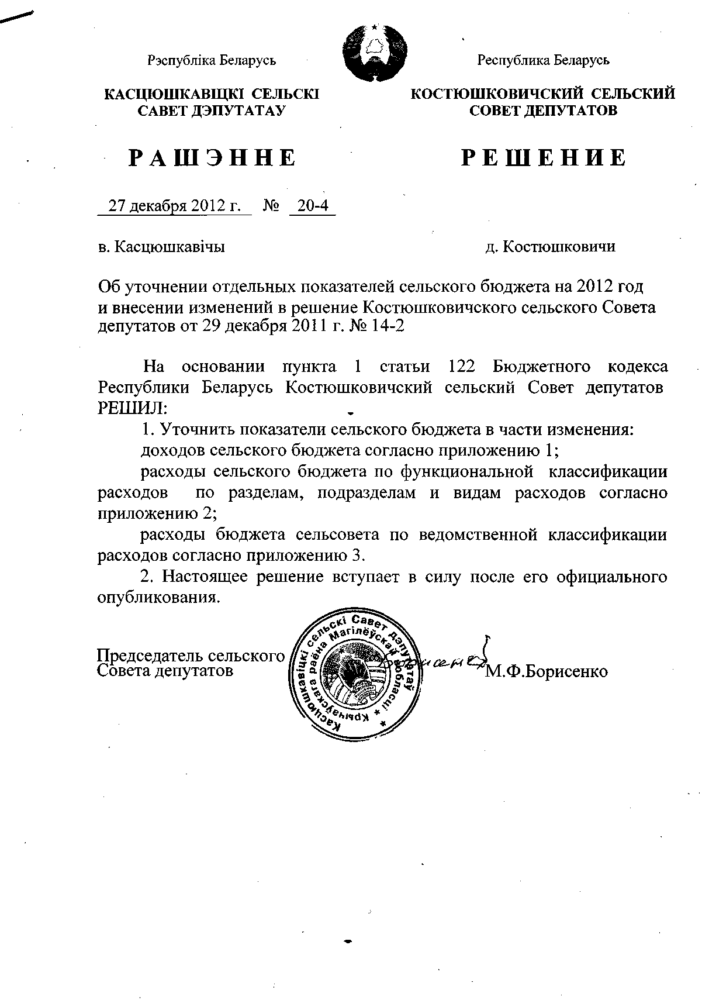 Рэспубліка Беларусь
КАСЦЮШКАВІЦКІ СЕЛЬСКІ
САВЕТ ДЭПУТАТАУ
РАШЭННЕ
Республика Беларусь
КОСТЮШКОВИЧСКИЙ СЕЛЬСКИЙ
СОВЕТ ДЕПУТАТОВ
РЕШЕНИЕ
27 декабря 2012 г. № 20-4
в. Касцюшкавічы
д. Костюшковичи
Об уточнении отдельных показателей сельского бюджета на 2012 год
и внесении изменений в решение Костюшковичского сельского Совета
депутатов от 29 декабря 2011 г. № 14-2
На основании пункта 1 статьи 122 Бюджетного кодекса
Республики Беларусь Костюшковичский сельский Совет депутатов
РЕШИЛ:
1. Уточнить показатели сельского бюджета в части изменения:
доходов сельского бюджета согласно приложению 1;
расходы сельского бюджета по функциональной классификации
расходов по разделам, подразделам и видам расходов согласно
приложению 2;
расходы бюджета сельсовета по ведомственной классификации
расходов согласно приложению 3.
2. Настоящее решение вступает в силу после его официального
опубликования.
Председатель сельского
Совета депутатов
М.Ф.Борисенко
Касцюшкавіцкі сельскі Савет дэпутатаў
Крычаўскага раёна Магілёўскай вобласці